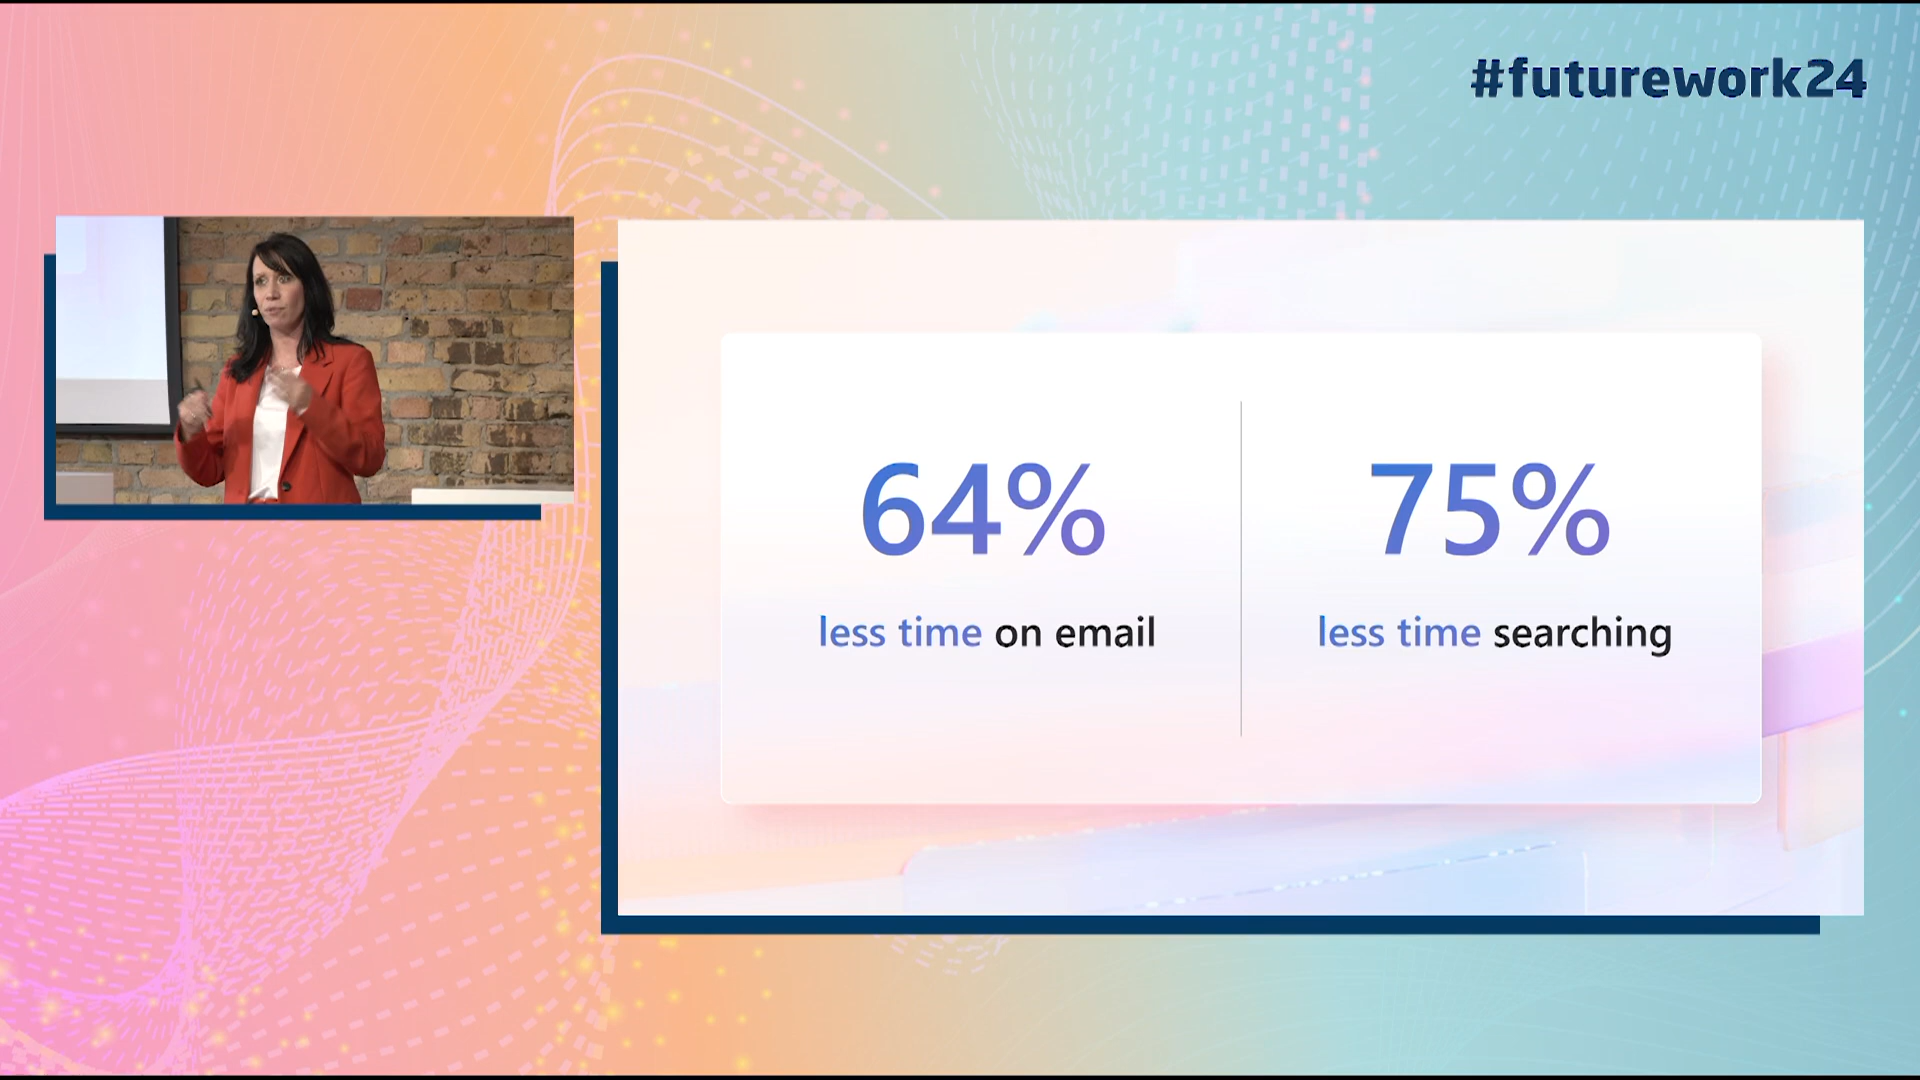 #futurework24
64%
less time on email
75%
less time searching